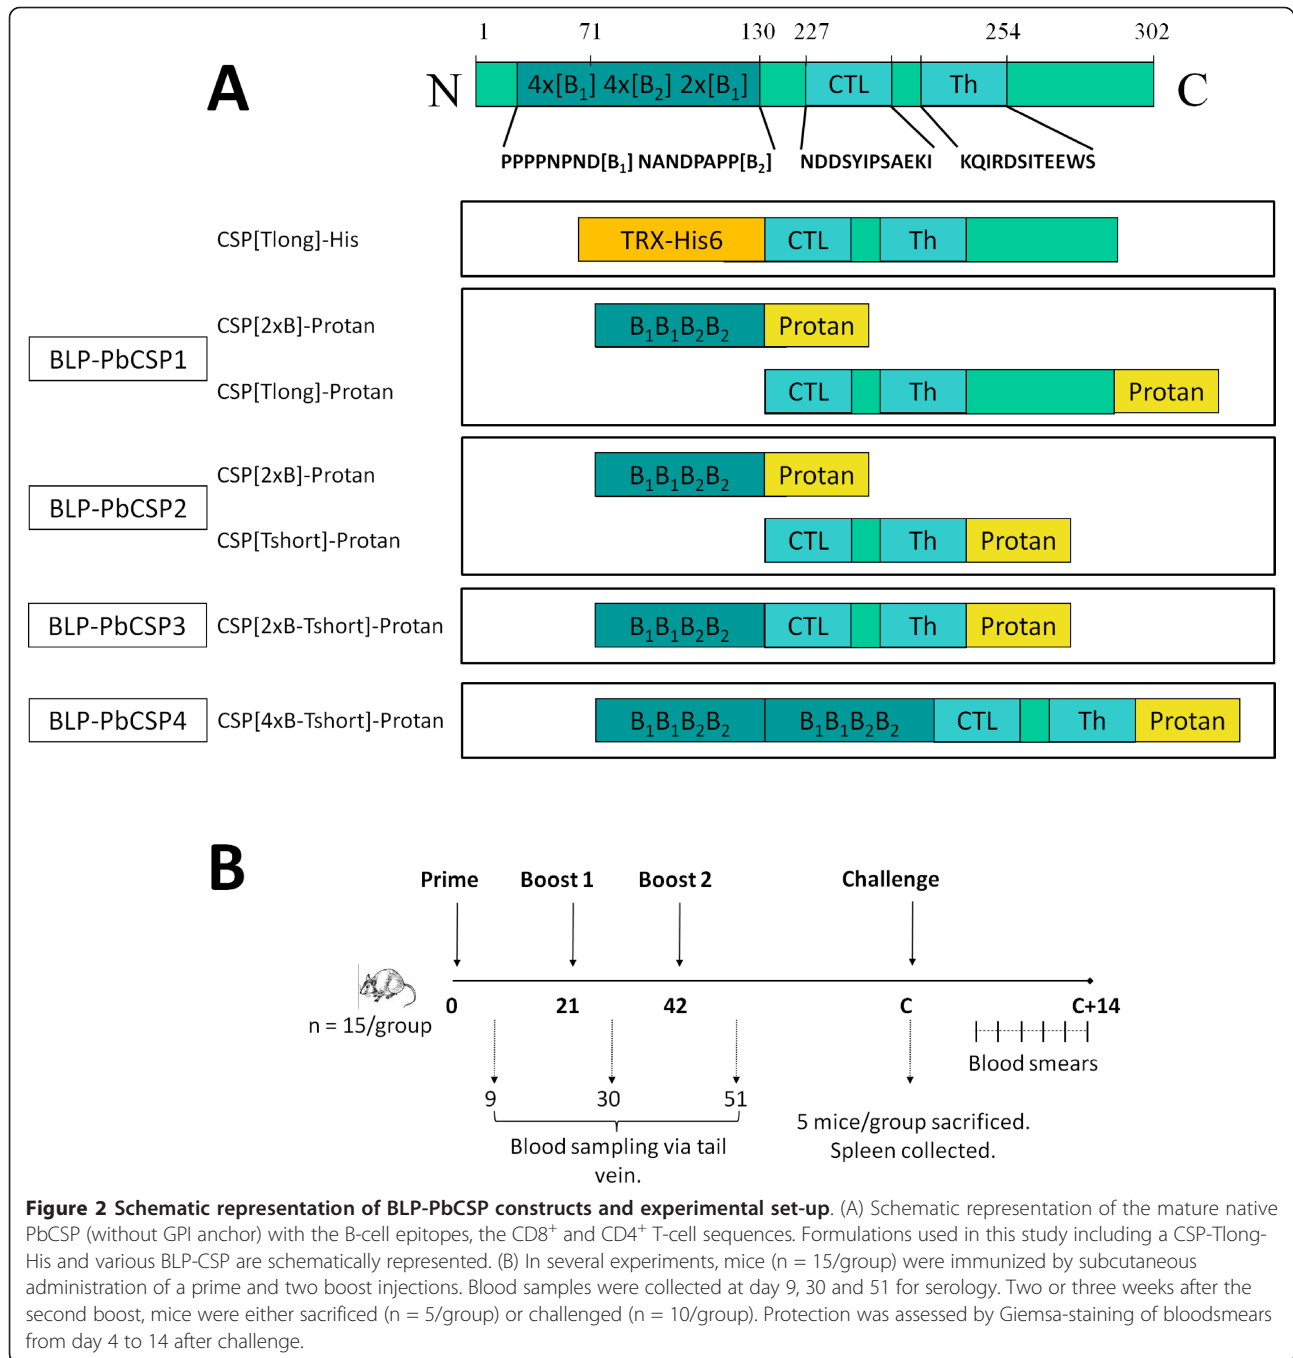 1 71 130 227 254 302
A
N 4x[B₁] 4x[B₂] 2x[B₁] CTL Th C
PPPPNPND[B₁] NANDPAPP[B₂] NDDSYIPSAEKI KQIRDSITEEWS
CSP[Tlong]-His TRX-His6 CTL Th
BLP-PbCSP1
CSP[2xB]-Protan B₁B₁B₂B₂ Protan
CSP[Tlong]-Protan CTL Th Protan
BLP-PbCSP2
CSP[2xB]-Protan B₁B₁B₂B₂ Protan
CSP[Tshort]-Protan CTL Th Protan
BLP-PbCSP3 CSP[2xB-Tshort]-Protan B₁B₁B₂B₂ CTL Th Protan
BLP-PbCSP4 CSP[4xB-Tshort]-Protan B₁B₁B₂B₂ B₁B₁B₂B₂ CTL Th Protan
B
Prime Boost 1 Boost 2 Challenge
0 21 42 C C+14
n = 15/group
Blood smears
9 30 51
Blood sampling via tail
vein.
5 mice/group sacrificed.
Spleen collected.
Figure 2 Schematic representation of BLP-PbCSP constructs and experimental set-up. (A) Schematic representation of the mature native
PbCSP (without GPI anchor) with the B-cell epitopes, the CD8⁺ and CD4⁺ T-cell sequences. Formulations used in this study including a CSP-Tlong-
His and various BLP-CSP are schematically represented. (B) In several experiments, mice (n = 15/group) were immunized by subcutaneous
administration of a prime and two boost injections. Blood samples were collected at day 9, 30 and 51 for serology. Two or three weeks after the
second boost, mice were either sacrificed (n = 5/group) or challenged (n = 10/group). Protection was assessed by Giemsa-staining of bloodsmears
from day 4 to 14 after challenge.